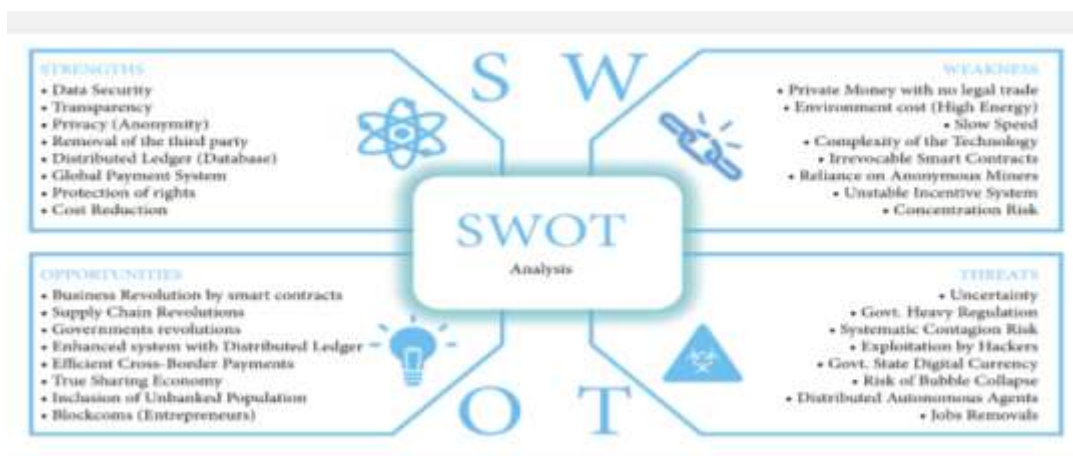 S W
STRENGTHS
• Data Security
• Transparency
• Privacy (Anonymity)
• Removal of the third party
• Distributed Ledger (Database)
• Global Payment System
• Protection of rights
• Cost Reduction
WEAKNESS
• Private Money with no legal trade
• Environment cost (High Energy)
• Slow Speed
• Complexity of the Technology
• Irrevocable Smart Contracts
• Reliance on Anonymous Miners
• Unstable Incentive System
• Concentration Risk
SWOT
Analysis
OPPORTUNITIES
• Business Revolution by smart contracts
• Supply Chain Revolutions
• Governments revolutions
• Enhanced system with Distributed Ledger
• Efficient Cross-Border Payments
• True Sharing Economy
• Inclusion of Unbanked Population
• Blockcoms (Entrepreneurs)
THREATS
• Uncertainty
• Govt. Heavy Regulation
• Systematic Contagion Risk
• Exploitation by Hackers
• Govt. State Digital Currency
• Risk of Bubble Collapse
• Distributed Autonomous Agents
• Jobs Removals
O T